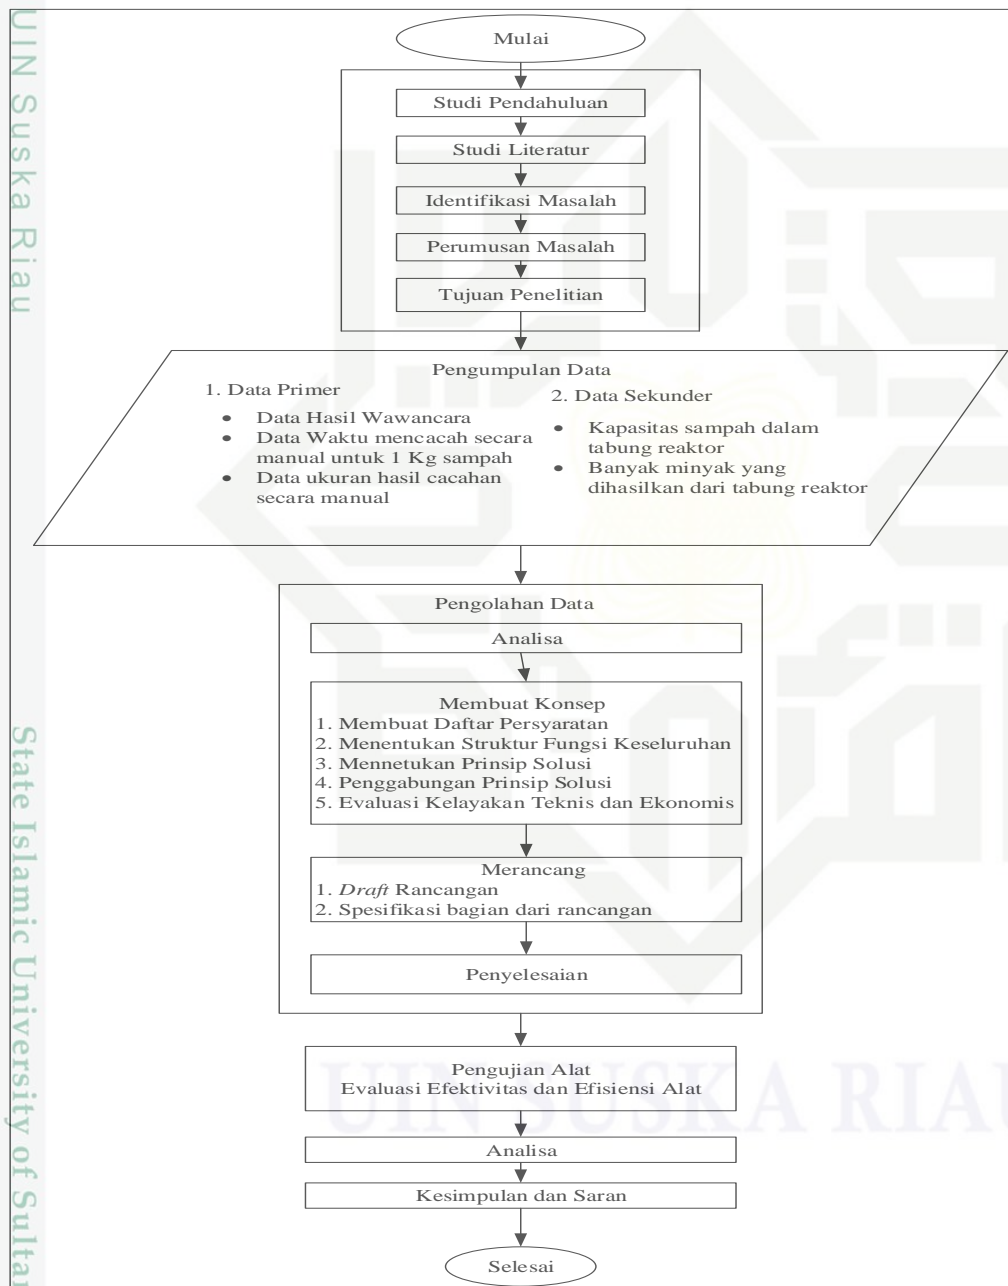 UIN Suska Riau
State Islamic University of Sultan
Mulai
Studi Pendahuluan
Studi Literatur
Identifikasi Masalah
Perumusan Masalah
Tujuan Penelitian
Pengumpulan Data
1. Data Primer
• Data Hasil Wawancara
• Data Waktu mencacah secara
manual untuk 1 Kg sampah
• Data ukuran hasil cacahan
secara manual
2. Data Sekunder
• Kapasitas sampah dalam
tabung reaktor
• Banyak minyak yang
dihasilkan dari tabung reaktor
Pengolahan Data
Analisa
Membuat Konsep
1. Membuat Daftar Persyaratan
2. Menentukan Struktur Fungsi Keseluruhan
3. Mennetukan Prinsip Solusi
4. Penggabungan Prinsip Solusi
5. Evaluasi Kelayakan Teknis dan Ekonomis
Merancang
1. Draft Rancangan
2. Spesifikasi bagian dari rancangan
Penyelesaian
Pengujian Alat
Evaluasi Efektivitas dan Efisiensi Alat
UIN SUSKA RIAU
Analisa
Kesimpulan dan Saran
Selesai